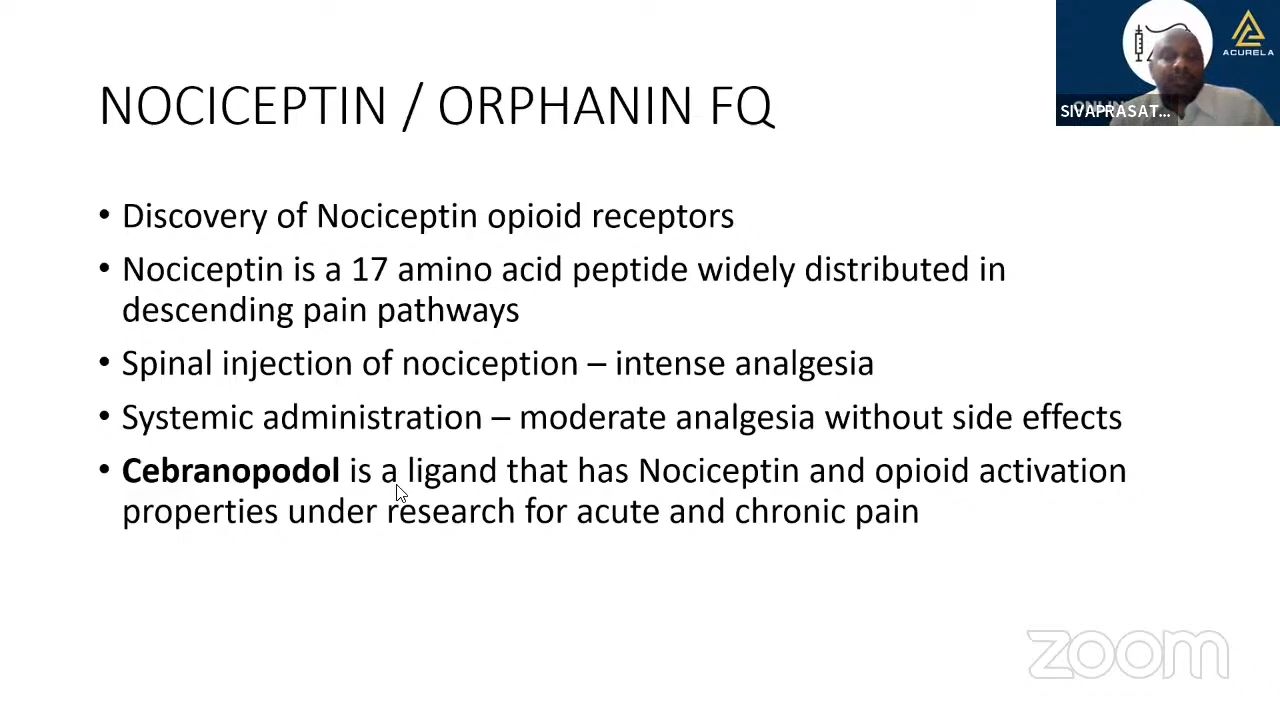 ACURELA
SIVAPRASAT...
NOCICEPTIN / ORPHANIN FQ
• Discovery of Nociceptin opioid receptors
• Nociceptin is a 17 amino acid peptide widely distributed in
descending pain pathways
• Spinal injection of nociception – intense analgesia
• Systemic administration – moderate analgesia without side effects
• Cebranopodol is a ligand that has Nociceptin and opioid activation
properties under research for acute and chronic pain
zoom